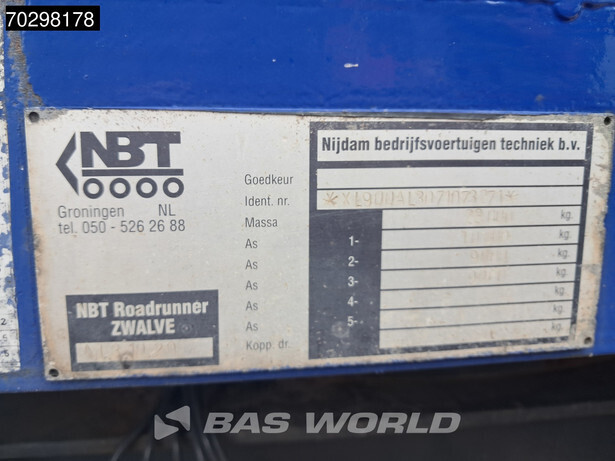 70298178
NBT
Groningen NL
tel. 050 - 526 26 88
NBT Roadrunner
ZWALVE
Nijdam bedrijfsvoertuigen techniek b.v.
Goedkeur
Ident. nr.
Massa kg.
As 1- kg.
As 2- kg.
As 3- kg.
As 4- kg.
As 5- kg.
Kopp. dr. kg.
BAS WORLD